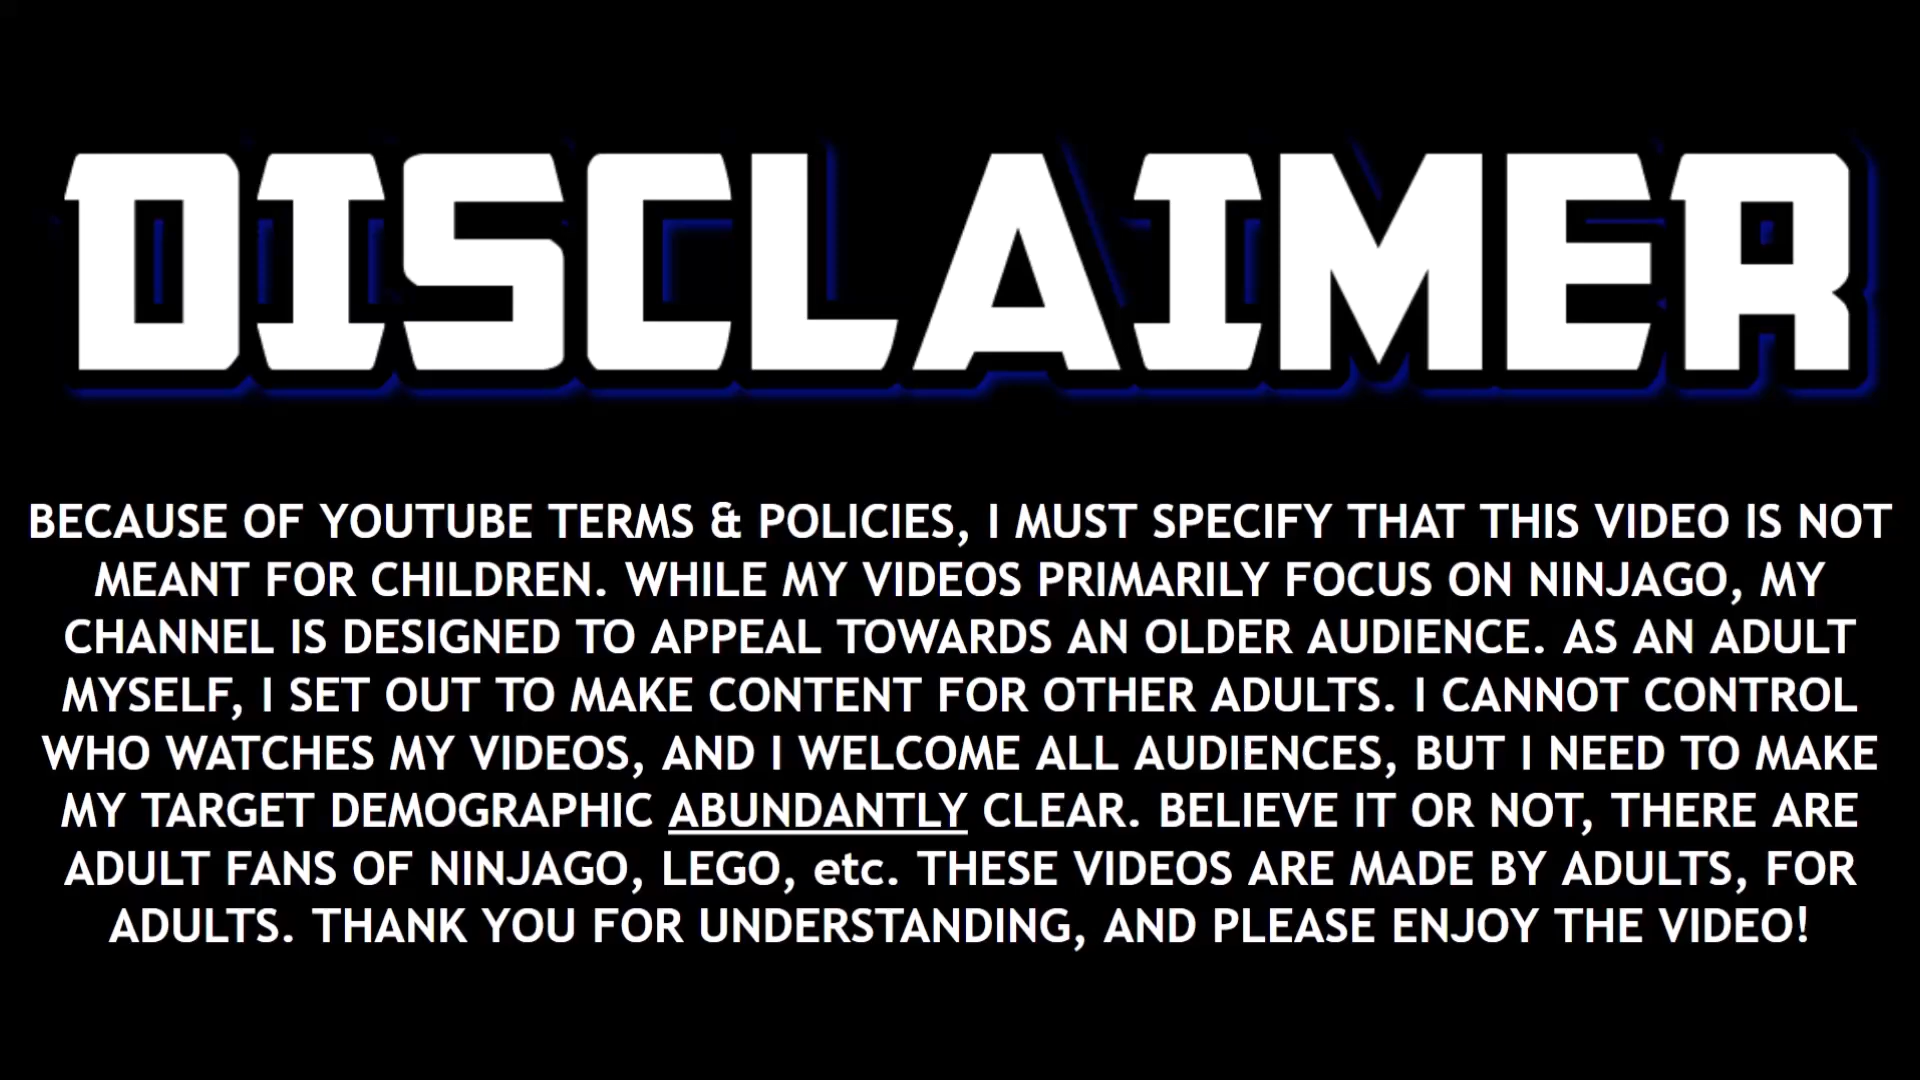 DISCLAIMER
BECAUSE OF YOUTUBE TERMS & POLICIES, I MUST SPECIFY THAT THIS VIDEO IS NOT
MEANT FOR CHILDREN. WHILE MY VIDEOS PRIMARILY FOCUS ON NINJAGO, MY
CHANNEL IS DESIGNED TO APPEAL TOWARDS AN OLDER AUDIENCE. AS AN ADULT
MYSELF, I SET OUT TO MAKE CONTENT FOR OTHER ADULTS. I CANNOT CONTROL
WHO WATCHES MY VIDEOS, AND I WELCOME ALL AUDIENCES, BUT I NEED TO MAKE
MY TARGET DEMOGRAPHIC ABUNDANTLY CLEAR. BELIEVE IT OR NOT, THERE ARE
ADULT FANS OF NINJAGO, LEGO, etc. THESE VIDEOS ARE MADE BY ADULTS, FOR
ADULTS. THANK YOU FOR UNDERSTANDING, AND PLEASE ENJOY THE VIDEO!